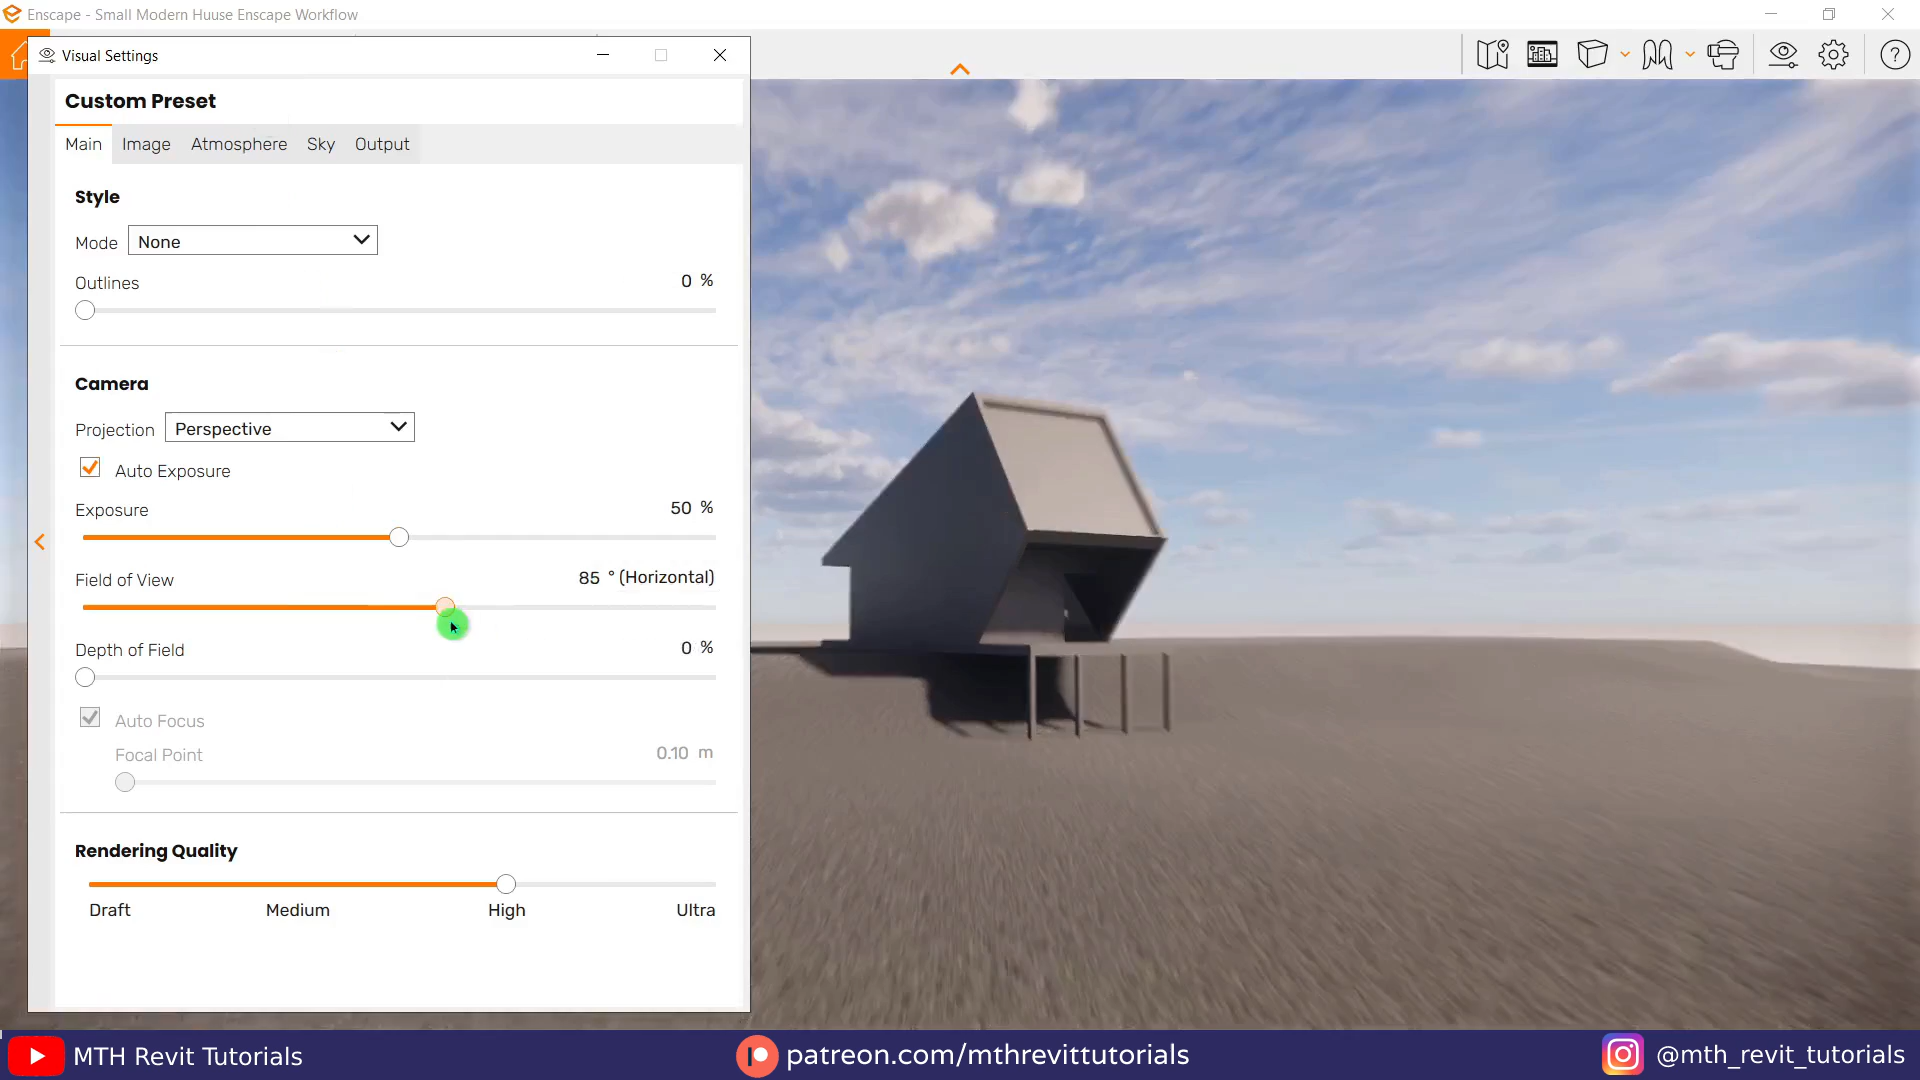 Enscape - Small Modern Huuse Enscape Workflow
Visual Settings
Custom Preset
Main Image Atmosphere Sky Output
Style
Mode None
Outlines 0 %
Camera
Projection Perspective
Auto Exposure
Exposure 50 %
Field of View 85 ° (Horizontal)
Depth of Field 0 %
Auto Focus
Focal Point 0.10 m
Rendering Quality
Draft Medium High Ultra
MTH Revit Tutorials patreon.com/mthrevittutorials @mth_revit_tutorials